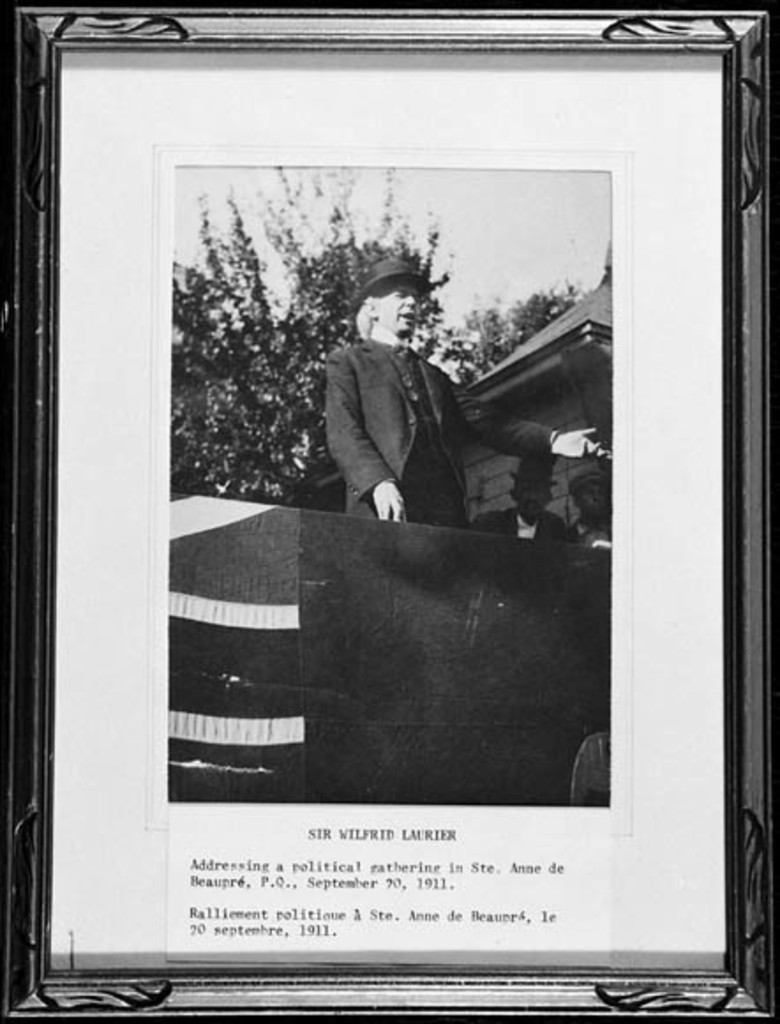 SIR WILFRID LAURIER
Addressing a political gathering in Ste. Anne de
Beaupré, P.Q., September 20, 1911.
Ralliement politique à Ste. Anne de Beaupré, le
20 septembre, 1911.